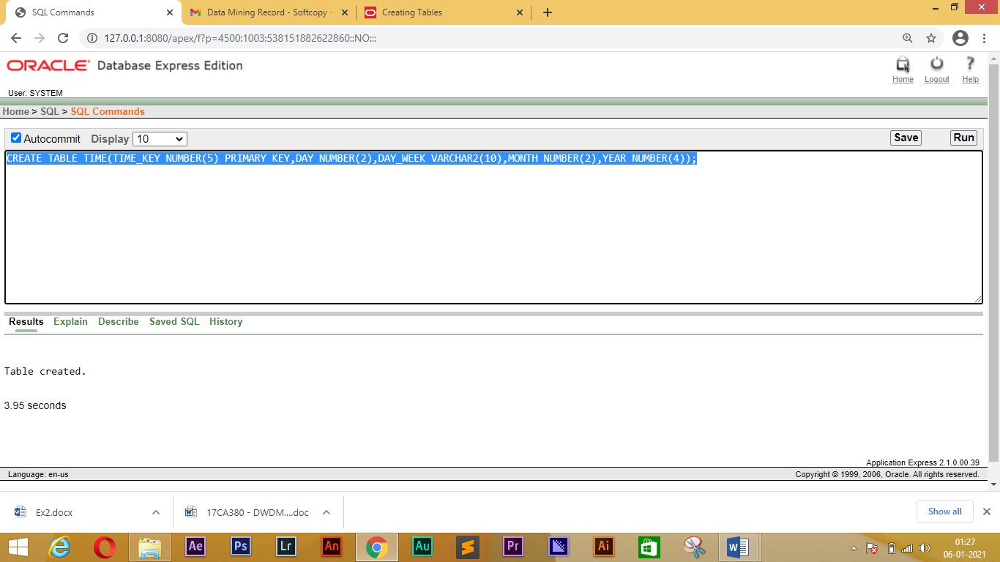 SQL Commands
Data Mining Record - Softcopy -
Creating Tables
127.0.0.1:8080/apex/f?p=4500:1003:538151882622860::NO:::
ORACLE Database Express Edition
Home Logout Help
User: SYSTEM
Home > SQL > SQL Commands
Autocommit Display 10 Save Run
CREATE TABLE TIME(TIME_KEY NUMBER(5) PRIMARY KEY,DAY NUMBER(2),DAY_WEEK VARCHAR2(10),MONTH NUMBER(2),YEAR NUMBER(4));
Results Explain Describe Saved SQL History
Table created.
3.95 seconds
Application Express 2.1.0.00.39
Language: en-us Copyright © 1999, 2006, Oracle. All rights reserved.
Ex2.docx 17CA380 - DWDM....doc Show all
Ae Ps Lr An Au Pr Ai
01:27
06-01-2021